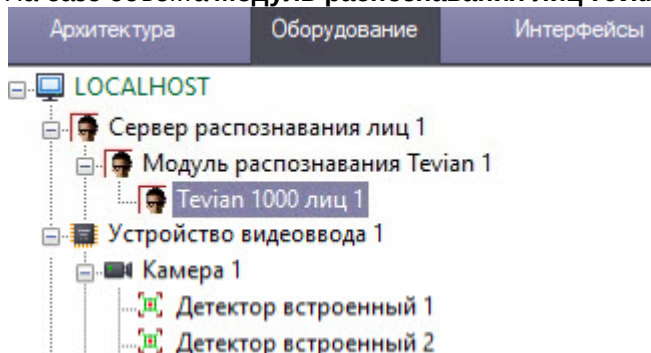 Архитектура Оборудование Интерфейсы
LOCALHOST
Сервер распознавания лиц 1
Модуль распознавания Tevian 1
Tevian 1000 лиц 1
Устройство видеоввода 1
Камера 1
Детектор встроенный 1
Детектор встроенный 2